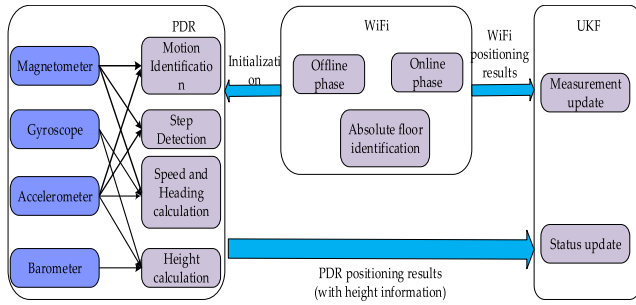 PDR
Magnetometer
Gyroscope
Accelerometer
Barometer
Motion
Identificatio
n
Step
Detection
Speed and
Heading
calculation
Height
calculation
Initializati
on
WiFi
Offline
phase
Online
phase
Absolute floor
identification
WiFi
positioning
results
UKF
Measurement
update
Status update
PDR positioning results
(with height information)